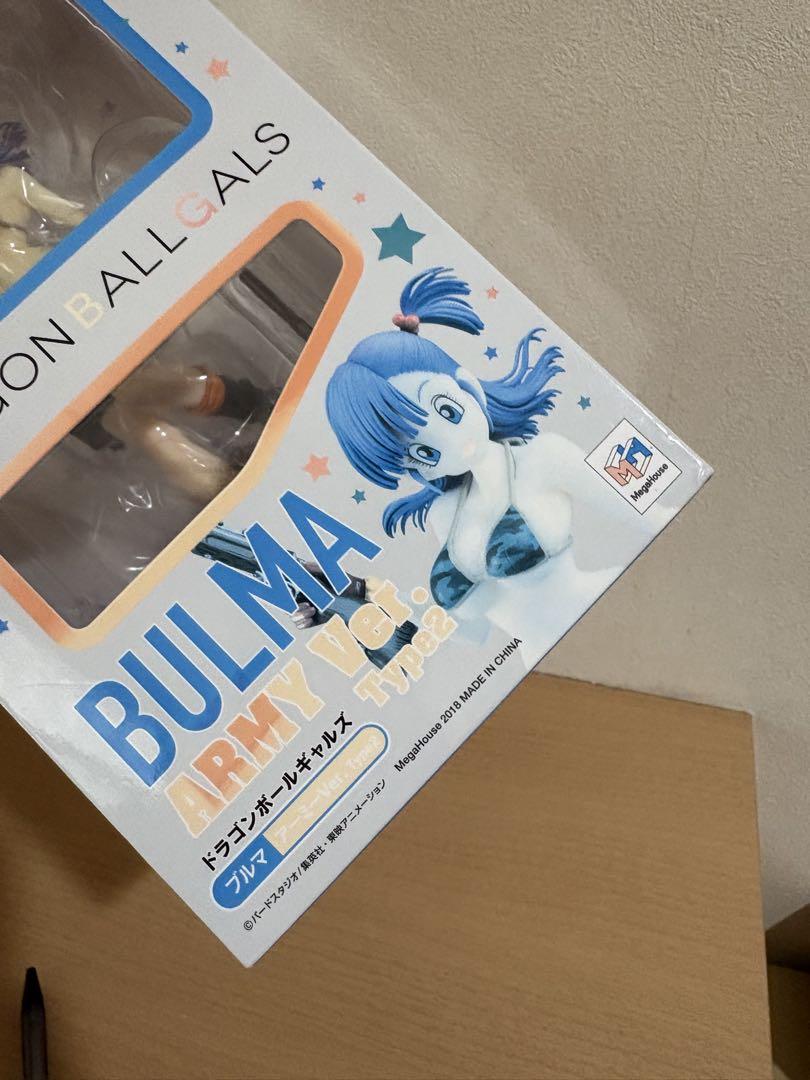 GON BALL GALS
BULMA
ARMY Ver.
Type2
ドラゴンボールギャルズ
ブルマ アーミーVer. Type2
©バードスタジオ/集英社・東映アニメーション
MegaHouse 2018 MADE IN CHINA
MegaHouse